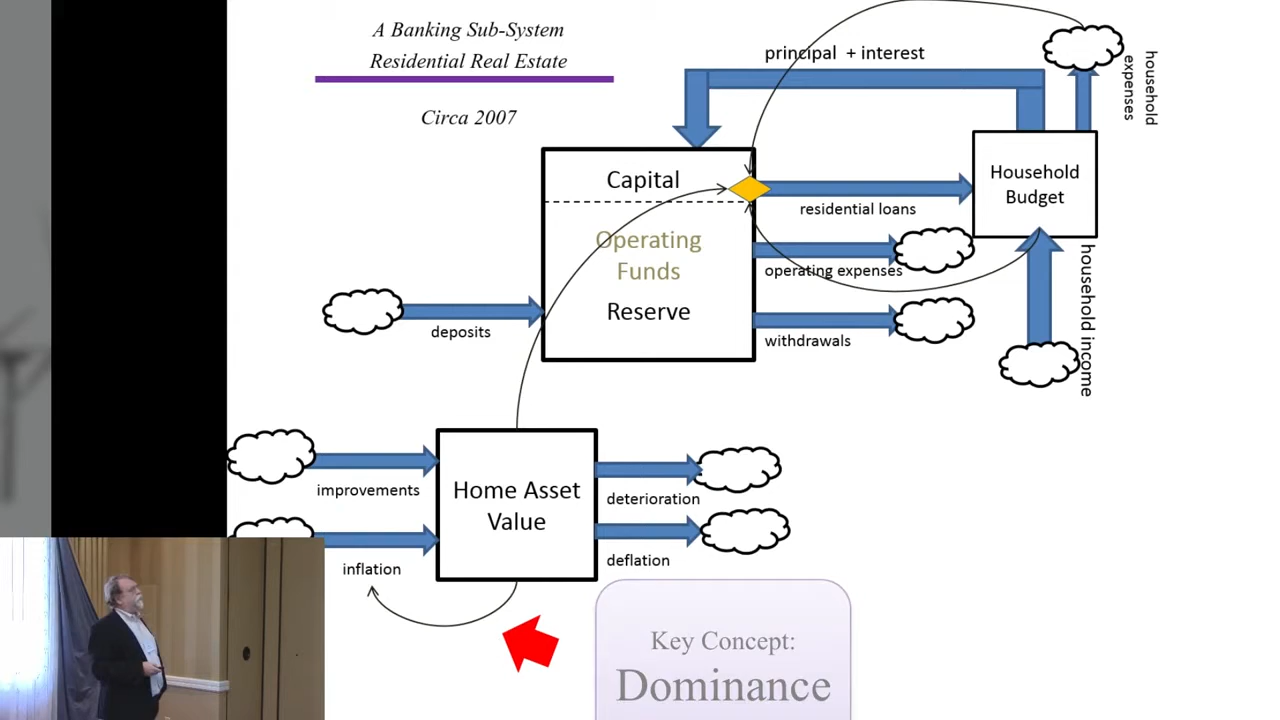 A Banking Sub-System
Residential Real Estate
Circa 2007
principal + interest
household
expenses
Capital
Household
Budget
residential loans
Operating
Funds
operating expenses
Reserve
deposits
withdrawals
household income
improvements
Home Asset
Value
deterioration
inflation
deflation
Key Concept:
Dominance